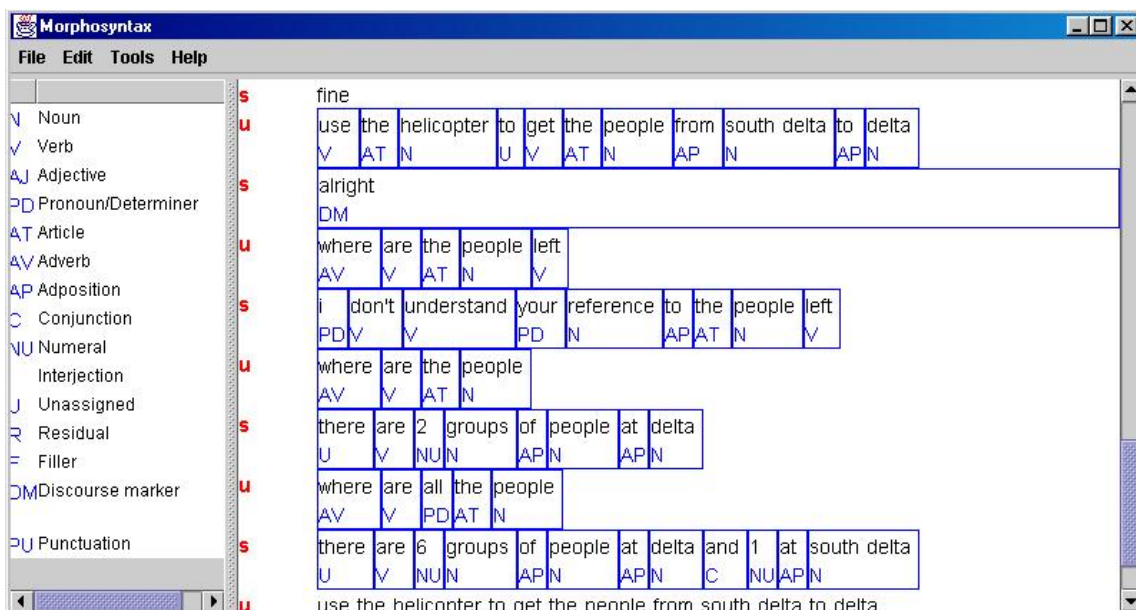 Morphosyntax
File Edit Tools Help
N Noun
V Verb
AJ Adjective
PD Pronoun/Determiner
AT Article
AV Adverb
AP Adposition
C Conjunction
NU Numeral
Interjection
U Unassigned
R Residual
F Filler
DM Discourse marker
PU Punctuation
s fine
u use the helicopter to get the people from south delta to delta
V AT N U V AT N AP N AP N
s alright
DM
u where are the people left
AV V AT N V
s i don't understand your reference to the people left
PD V V PD N AP AT N V
u where are the people
AV V AT N
s there are 2 groups of people at delta
U V NU N AP N AP N
u where are all the people
AV V PD AT N
s there are 6 groups of people at delta and 1 at south delta
U V NU N AP N AP N C NU AP N
u use the helicopter to get the people from south delta to delta